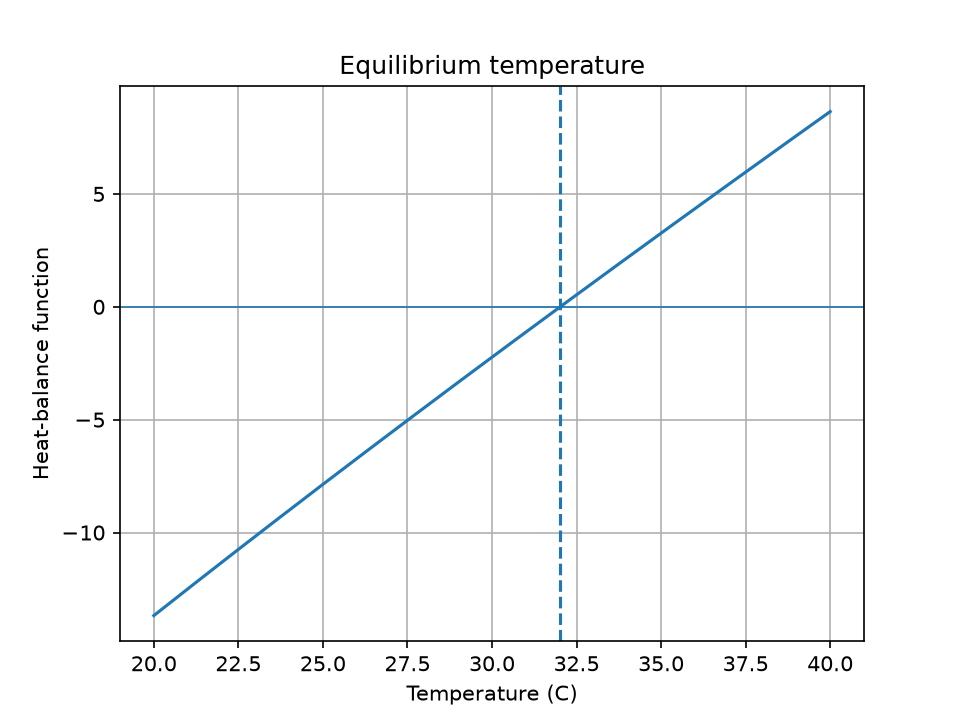 Equilibrium temperature
Heat-balance function
5
0
−5
−10
20.0 22.5 25.0 27.5 30.0 32.5 35.0 37.5 40.0
Temperature (C)